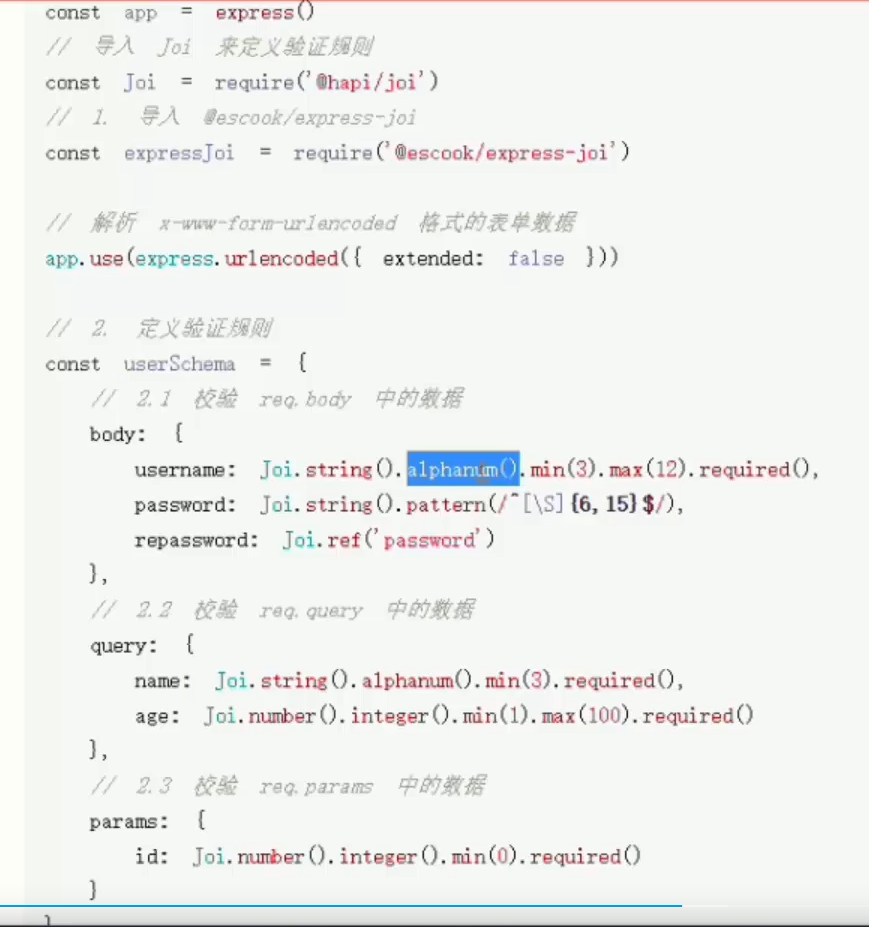 const app = express()
// 导入 Joi 来定义验证规则
const Joi = require('@hapi/joi')
// 1. 导入 @escook/express-joi
const expressJoi = require('@escook/express-joi')
// 解析 x-www-form-urlencoded 格式的表单数据
app.use(express.urlencoded({ extended: false }))
// 2. 定义验证规则
const userSchema = {
// 2.1 校验 req.body 中的数据
body: {
username: Joi.string().alphanum().min(3).max(12).required(),
password: Joi.string().pattern(/^[\S]{6,15}$/),
repassword: Joi.ref('password')
},
// 2.2 校验 req.query 中的数据
query: {
name: Joi.string().alphanum().min(3).required(),
age: Joi.number().integer().min(1).max(100).required()
},
// 2.3 校验 req.params 中的数据
params: {
id: Joi.number().integer().min(0).required()
}
}